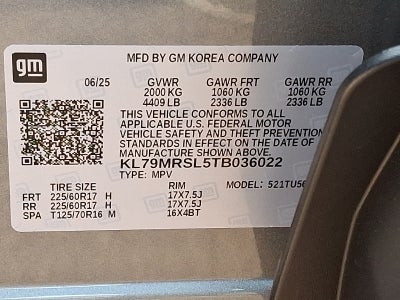 gm
MFD BY GM KOREA COMPANY
06/25 GVWR GAWR FRT GAWR RR
2000 KG 1060 KG 1060 KG
4409 LB 2336 LB 2336 LB
THIS VEHICLE CONFORMS TO ALL
APPLICABLE U.S. FEDERAL MOTOR
VEHICLE SAFETY AND THEFT PREVENTION
STANDARDS IN EFFECT ON THE DATE OF
MANUFACTURE SHOWN ABOVE.
KL79MRSL5TB036022
TYPE: MPV MODEL: 521TU56
TIRE SIZE RIM
FRT 225/60R17 H 17X7.5J
RR 225/60R17 H 17X7.5J
SPA T125/70R16 M 16X4BT